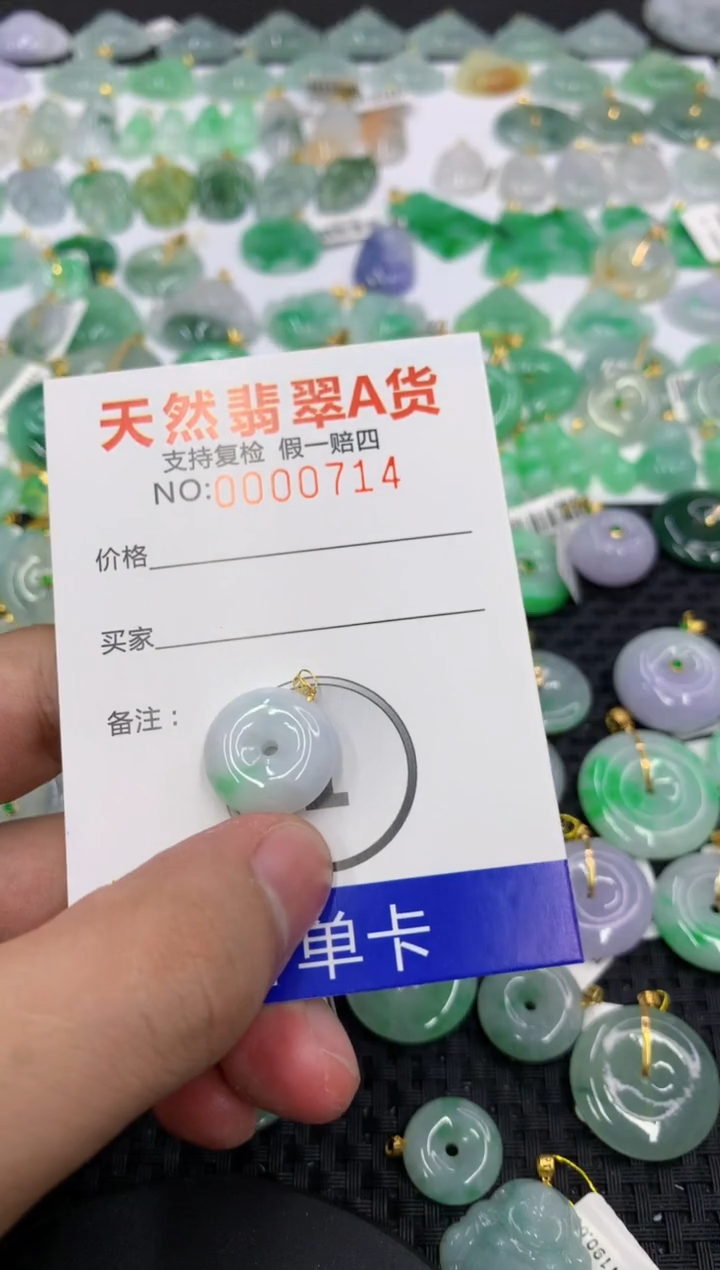 天然翡翠A货
支持复检 假一赔四
NO:0000714
价格
买家
备注：
单卡